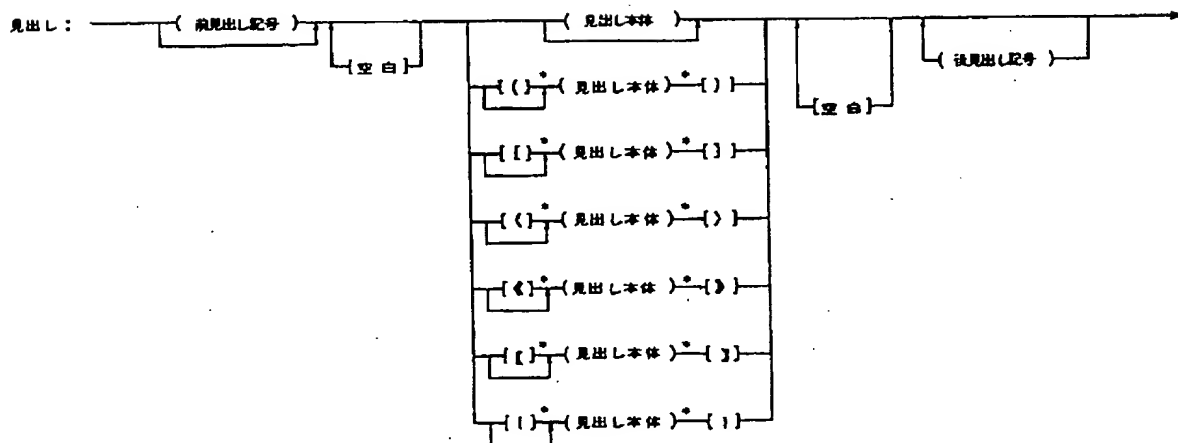 見出し: (前見出し記号) (見出し本体)
[空白] [空白] (後見出し記号)
[(] * (見出し本体) * [)]
[[] * (見出し本体) * []]
[〈] * (見出し本体) * [〉]
[《] * (見出し本体) * [》]
* (見出し本体) *
* (見出し本体) *